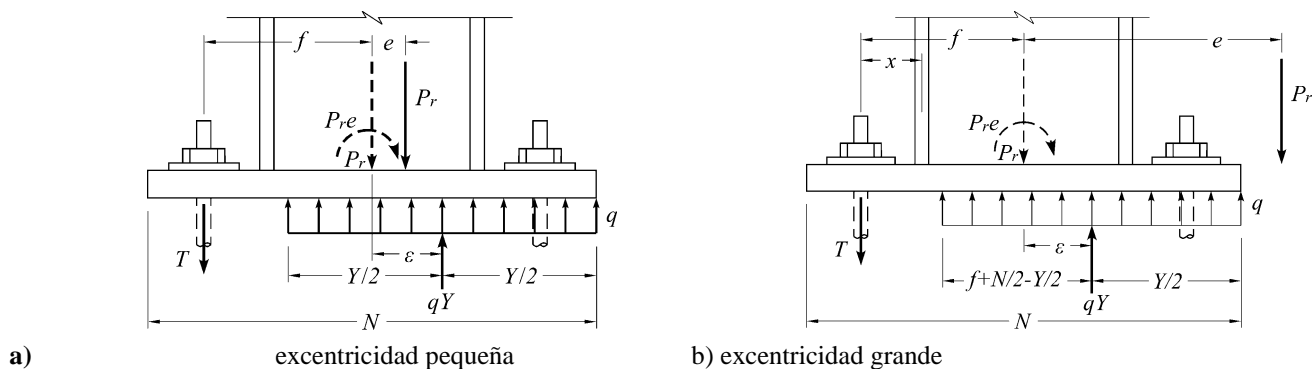 f
e
P_r
P_r e
P_r
q
T
ε
Y/2
Y/2
qY
N
f
e
x
P_r
P_r e
P_r
q
T
ε
f+N/2-Y/2
Y/2
qY
N
a) excentricidad pequeña
b) excentricidad grande